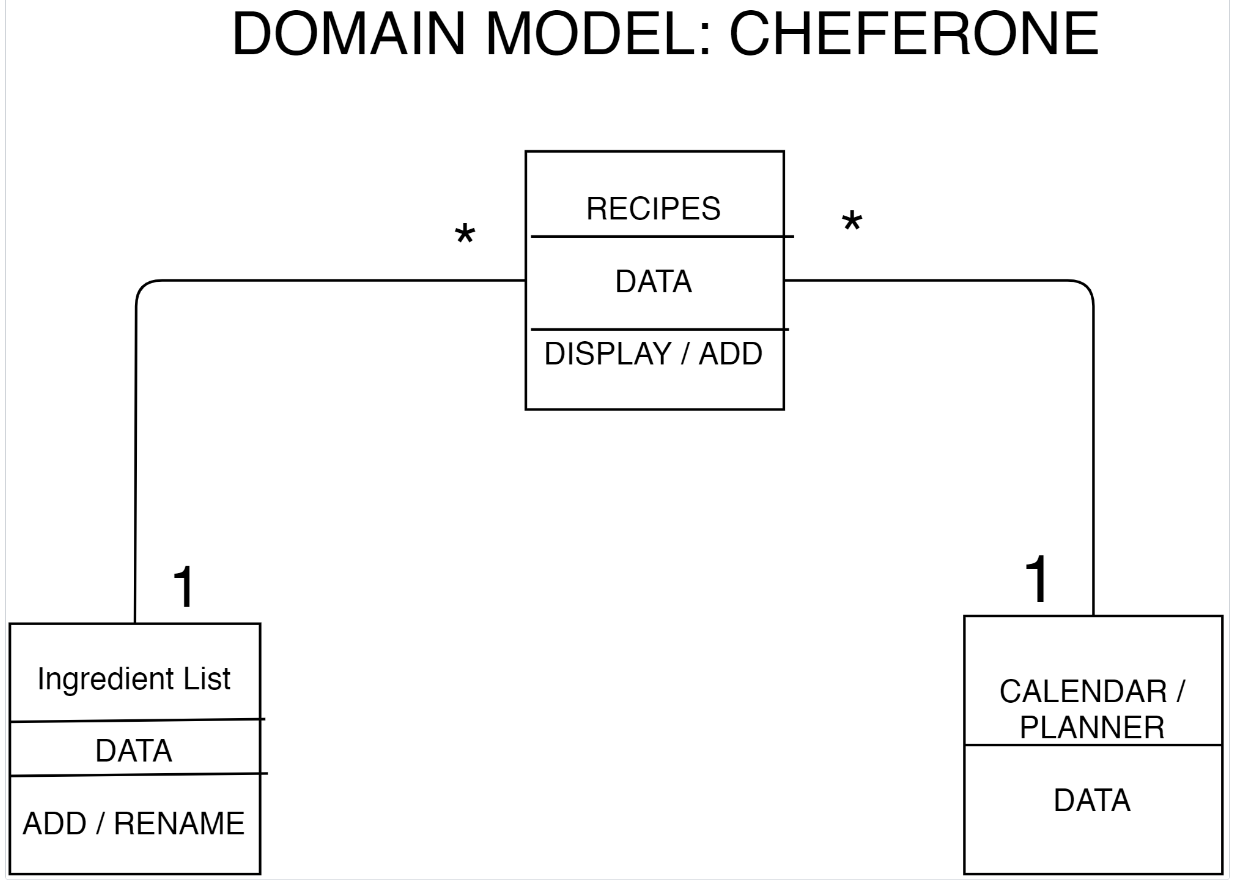 DOMAIN MODEL: CHEFERONE
RECIPES
*
*
DATA
DISPLAY / ADD
1
1
Ingredient List
DATA
ADD / RENAME
CALENDAR /
PLANNER
DATA